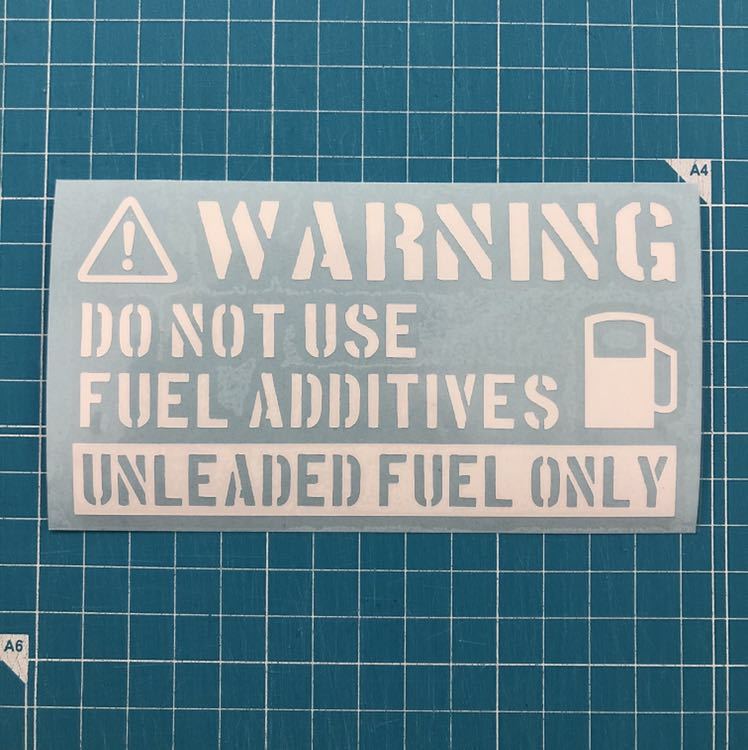 A4
WARNING
DO NOT USE
FUEL ADDITIVES
UNLEADED FUEL ONLY
A6